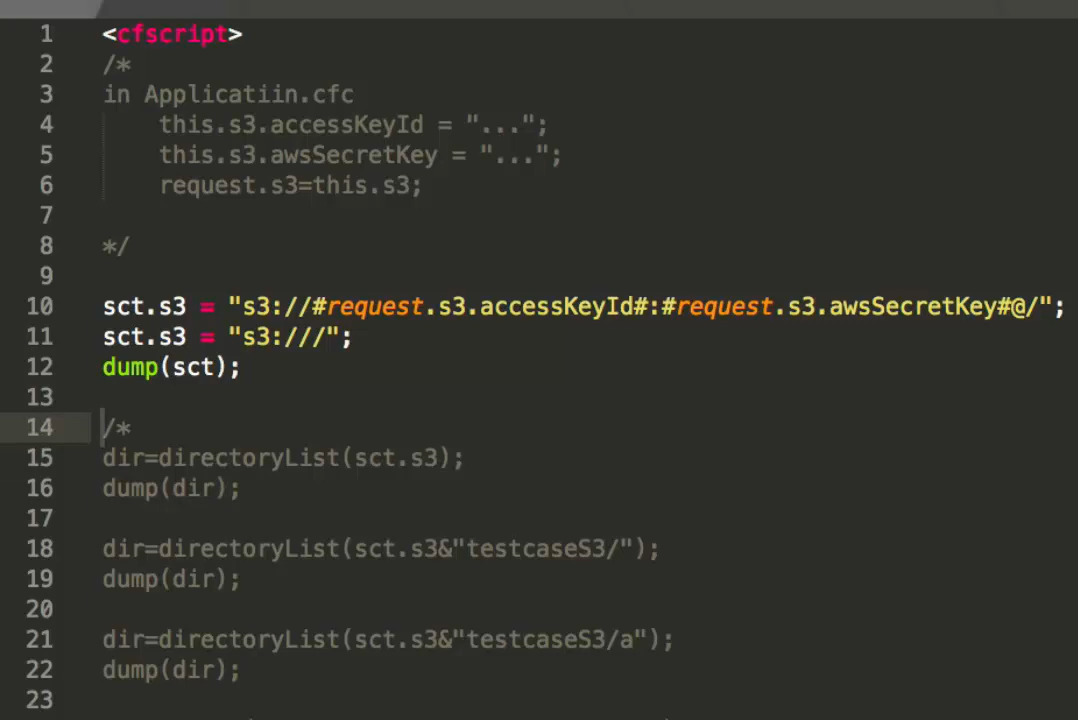 1 <cfscript>
2 /*
3 in Applicatiin.cfc
4 this.s3.accessKeyId = "...";
5 this.s3.awsSecretKey = "...";
6 request.s3=this.s3;
7
8 */
9
10 sct.s3 = "s3://#request.s3.accessKeyId#:#request.s3.awsSecretKey#@/";
11 sct.s3 = "s3:///";
12 dump(sct);
13
14 /*
15 dir=directoryList(sct.s3);
16 dump(dir);
17
18 dir=directoryList(sct.s3&"testcaseS3/");
19 dump(dir);
20
21 dir=directoryList(sct.s3&"testcaseS3/a");
22 dump(dir);
23